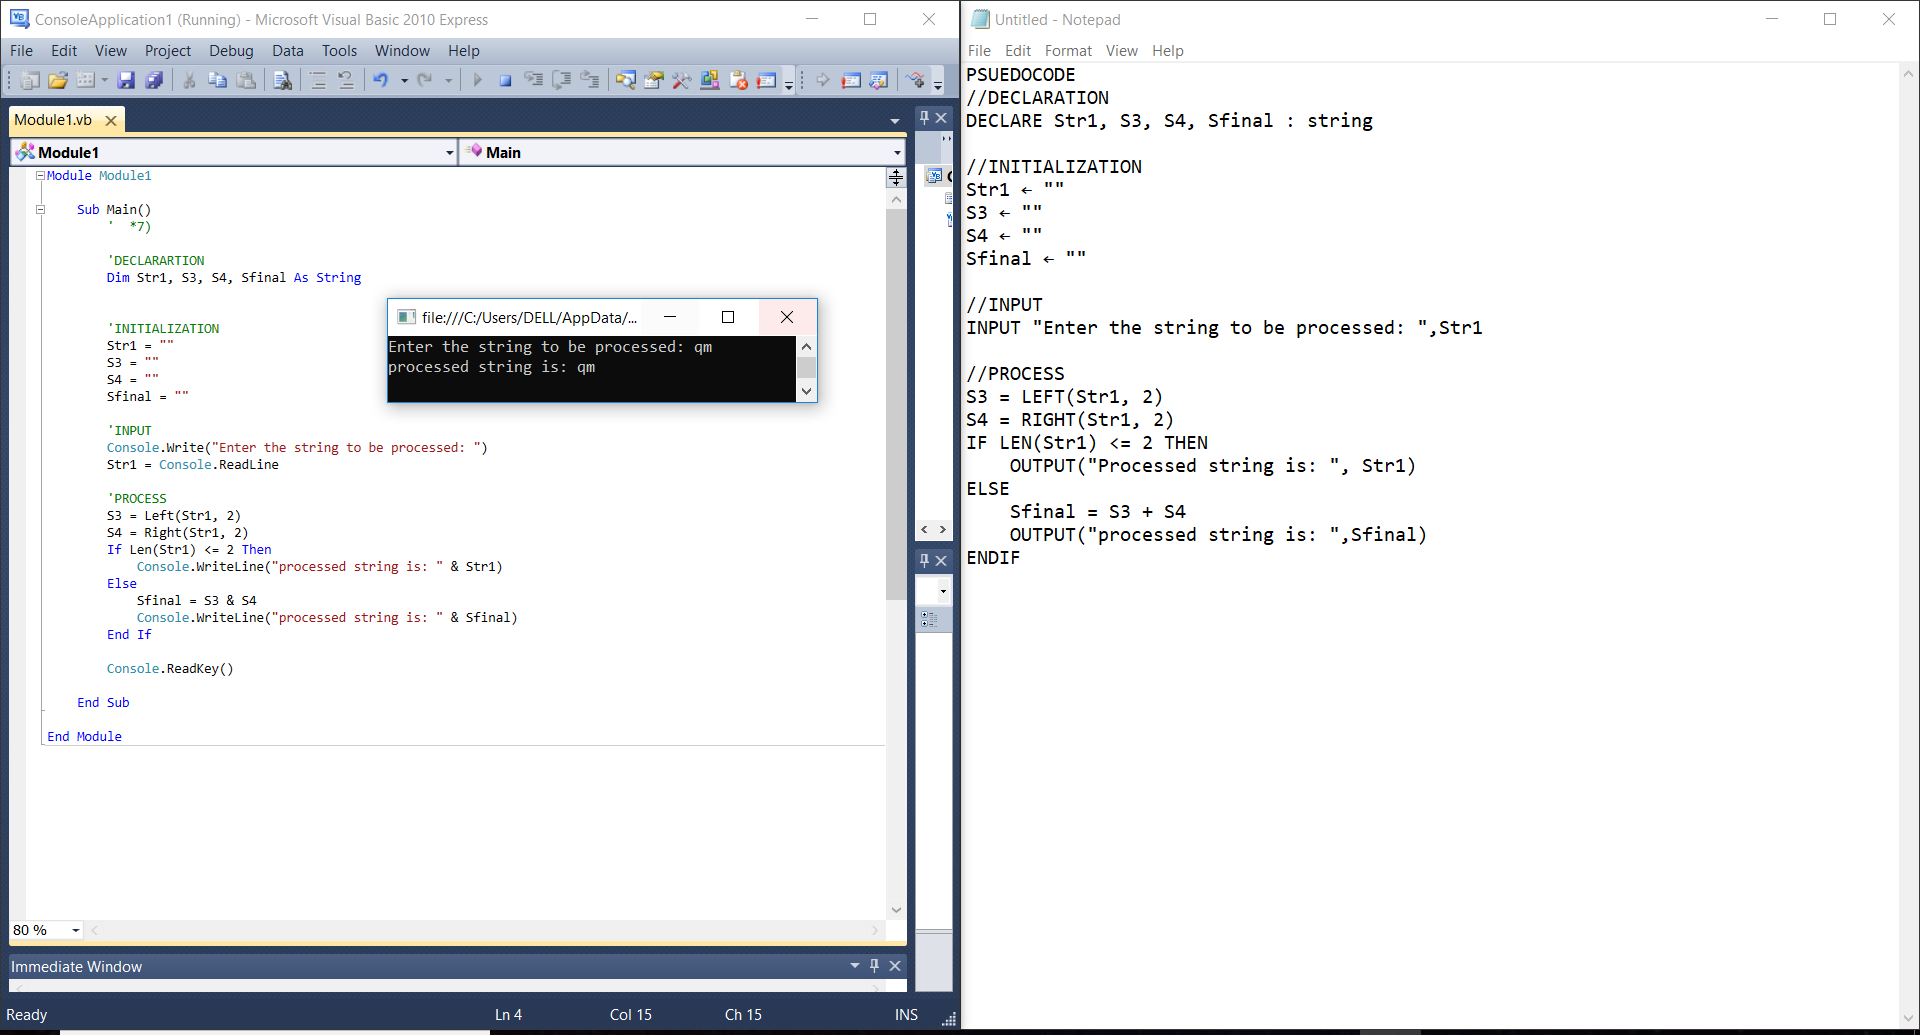 ConsoleApplication1 (Running) - Microsoft Visual Basic 2010 Express
File Edit View Project Debug Data Tools Window Help
Module1.vb
Module1
Main
Module Module1
Sub Main()
' *7)
'DECLARARTION
Dim Str1, S3, S4, Sfinal As String
'INITIALIZATION
Str1 = ""
S3 = ""
S4 = ""
Sfinal = ""
'INPUT
Console.Write("Enter the string to be processed: ")
Str1 = Console.ReadLine
'PROCESS
S3 = Left(Str1, 2)
S4 = Right(Str1, 2)
If Len(Str1) <= 2 Then
Console.WriteLine("processed string is: " & Str1)
Else
Sfinal = S3 & S4
Console.WriteLine("processed string is: " & Sfinal)
End If
Console.ReadKey()
End Sub
End Module
80 %
Immediate Window
Ready Ln 4 Col 15 Ch 15 INS
file:///C:/Users/DELL/AppData/...
Enter the string to be processed: qm
processed string is: qm
Untitled - Notepad
File Edit Format View Help
PSUEDOCODE
//DECLARATION
DECLARE Str1, S3, S4, Sfinal : string
//INITIALIZATION
Str1 ← ""
S3 ← ""
S4 ← ""
Sfinal ← ""
//INPUT
INPUT "Enter the string to be processed: ",Str1
//PROCESS
S3 = LEFT(Str1, 2)
S4 = RIGHT(Str1, 2)
IF LEN(Str1) <= 2 THEN
OUTPUT("Processed string is: ", Str1)
ELSE
Sfinal = S3 + S4
OUTPUT("processed string is: ",Sfinal)
ENDIF